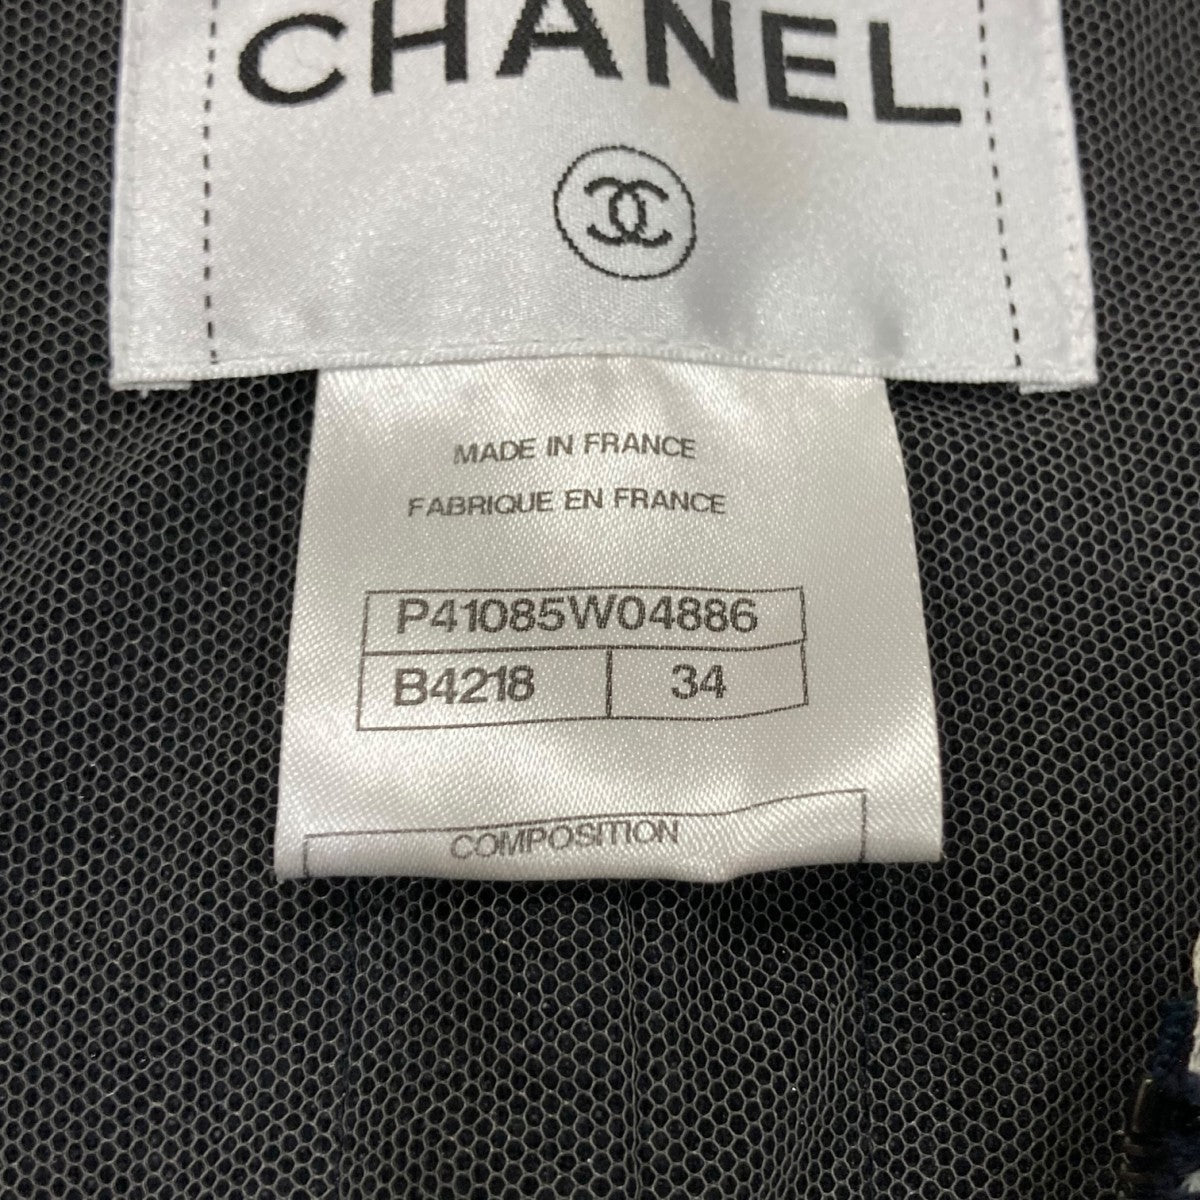 CHANEL
MADE IN FRANCE
FABRIQUE EN FRANCE
P41085W04886
B4218 34
COMPOSITION